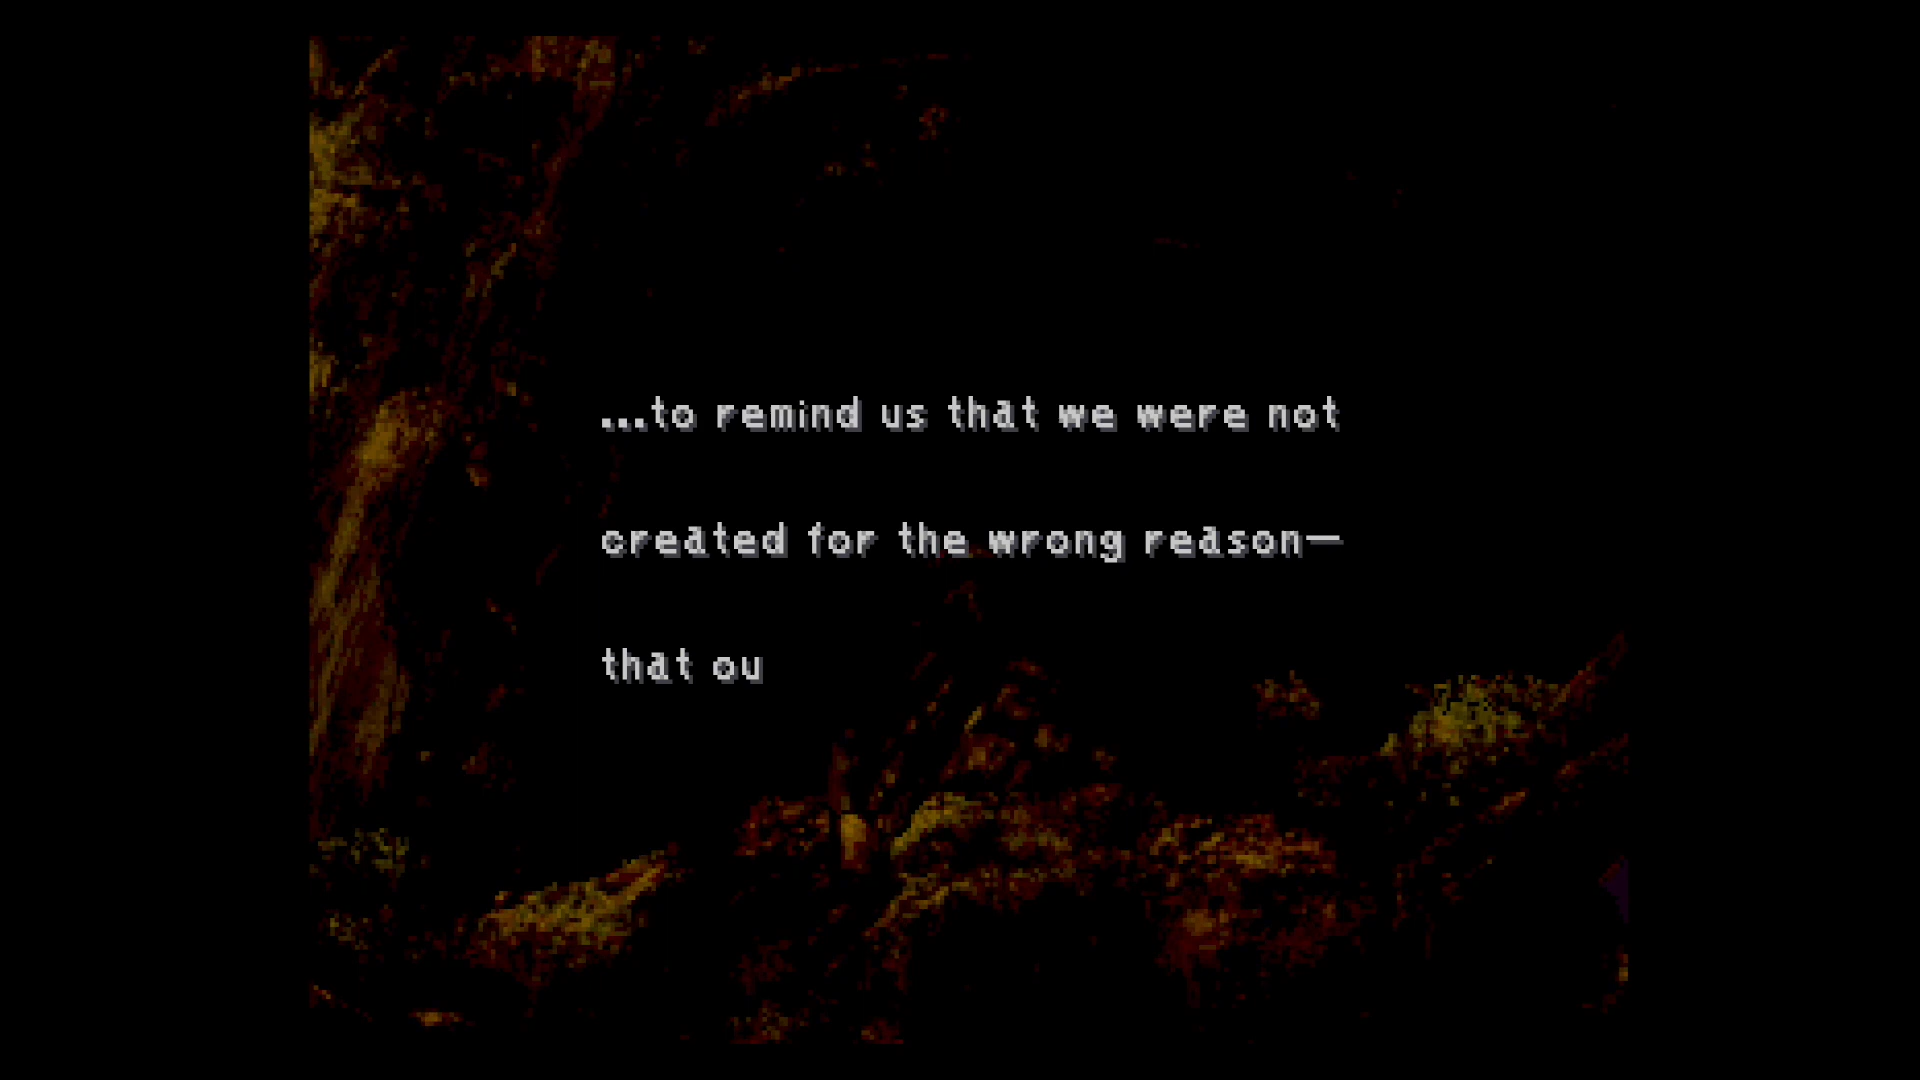 ...to remind us that we were not
created for the wrong reason—
that ou